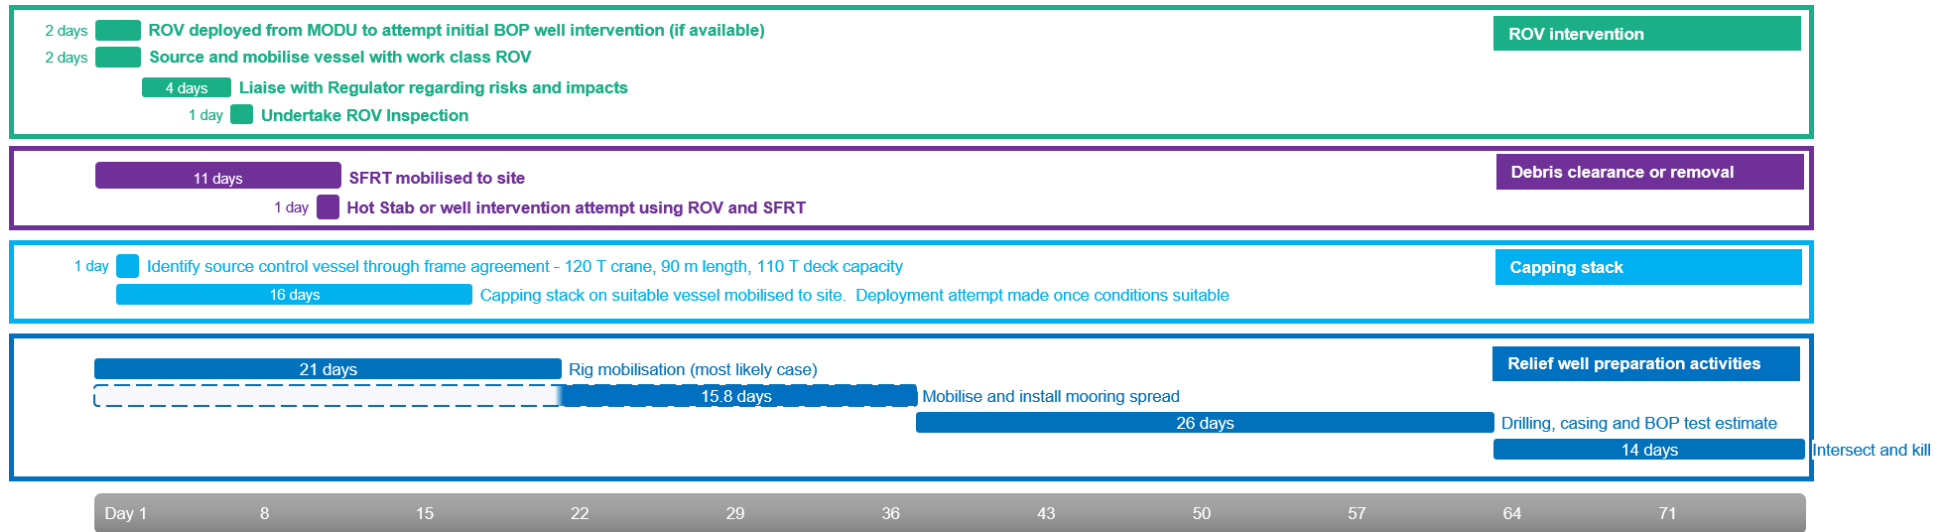 ROV intervention
2 days ROV deployed from MODU to attempt initial BOP well intervention (if available)
2 days Source and mobilise vessel with work class ROV
4 days Liaise with Regulator regarding risks and impacts
1 day Undertake ROV Inspection
Debris clearance or removal
11 days SFRT mobilised to site
1 day Hot Stab or well intervention attempt using ROV and SFRT
Capping stack
1 day Identify source control vessel through frame agreement - 120 T crane, 90 m length, 110 T deck capacity
16 days Capping stack on suitable vessel mobilised to site. Deployment attempt made once conditions suitable
Relief well preparation activities
21 days Rig mobilisation (most likely case)
15.8 days Mobilise and install mooring spread
26 days Drilling, casing and BOP test estimate
14 days Intersect and kill
Day 1 8 15 22 29 36 43 50 57 64 71